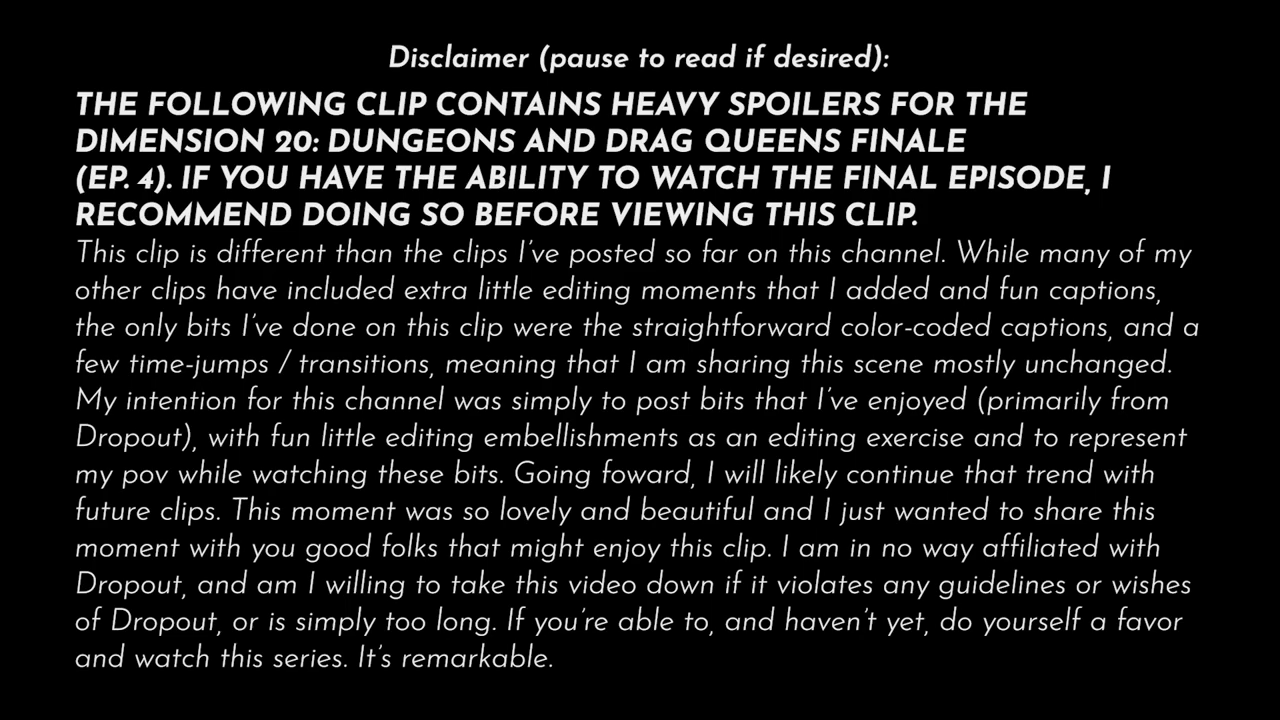 Disclaimer (pause to read if desired):
THE FOLLOWING CLIP CONTAINS HEAVY SPOILERS FOR THE
DIMENSION 20: DUNGEONS AND DRAG QUEENS FINALE
(EP. 4). IF YOU HAVE THE ABILITY TO WATCH THE FINAL EPISODE, I
RECOMMEND DOING SO BEFORE VIEWING THIS CLIP.
This clip is different than the clips I've posted so far on this channel. While many of my
other clips have included extra little editing moments that I added and fun captions,
the only bits I've done on this clip were the straightforward color-coded captions, and a
few time-jumps / transitions, meaning that I am sharing this scene mostly unchanged.
My intention for this channel was simply to post bits that I've enjoyed (primarily from
Dropout), with fun little editing embellishments as an editing exercise and to represent
my pov while watching these bits. Going foward, I will likely continue that trend with
future clips. This moment was so lovely and beautiful and I just wanted to share this
moment with you good folks that might enjoy this clip. I am in no way affiliated with
Dropout, and am I willing to take this video down if it violates any guidelines or wishes
of Dropout, or is simply too long. If you're able to, and haven't yet, do yourself a favor
and watch this series. It's remarkable.